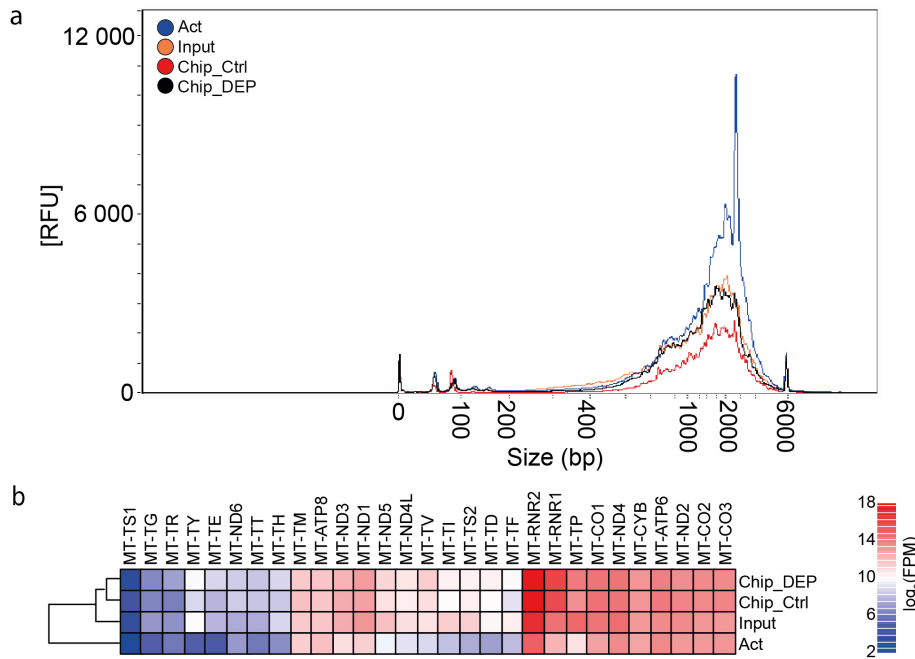 a
12 000
6 000
0
[RFU]
Act
Input
Chip_Ctrl
Chip_DEP
0
100
200
400
1000
2000
6000
Size (bp)
b
MT-TS1
MT-TG
MT-TR
MT-TY
MT-TE
MT-ND6
MT-TT
MT-TH
MT-TM
MT-ATP8
MT-ND3
MT-ND1
MT-ND5
MT-ND4L
MT-TV
MT-TI
MT-TS2
MT-TD
MT-TF
MT-RNR2
MT-RNR1
MT-TP
MT-CO1
MT-ND4
MT-CYB
MT-ATP6
MT-ND2
MT-CO2
MT-CO3
Chip_DEP
Chip_Ctrl
Input
Act
18
14
10
6
2